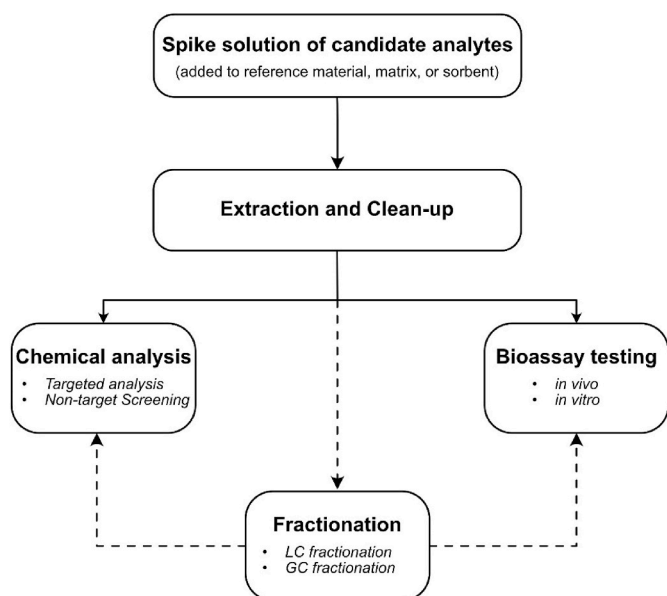 Spike solution of candidate analytes
(added to reference material, matrix, or sorbent)
Extraction and Clean-up
Chemical analysis
• Targeted analysis
• Non-target Screening
Bioassay testing
• in vivo
• in vitro
Fractionation
• LC fractionation
• GC fractionation